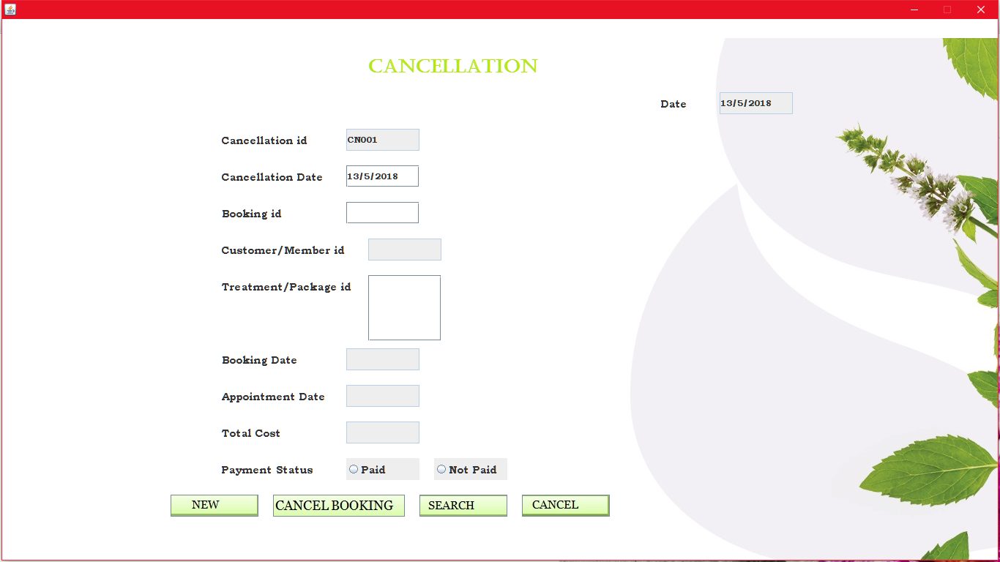 CANCELLATION
Date 13/5/2018
Cancellation id CN001
Cancellation Date 13/5/2018
Booking id
Customer/Member id
Treatment/Package id
Booking Date
Appointment Date
Total Cost
Payment Status Paid Not Paid
NEW CANCEL BOOKING SEARCH CANCEL